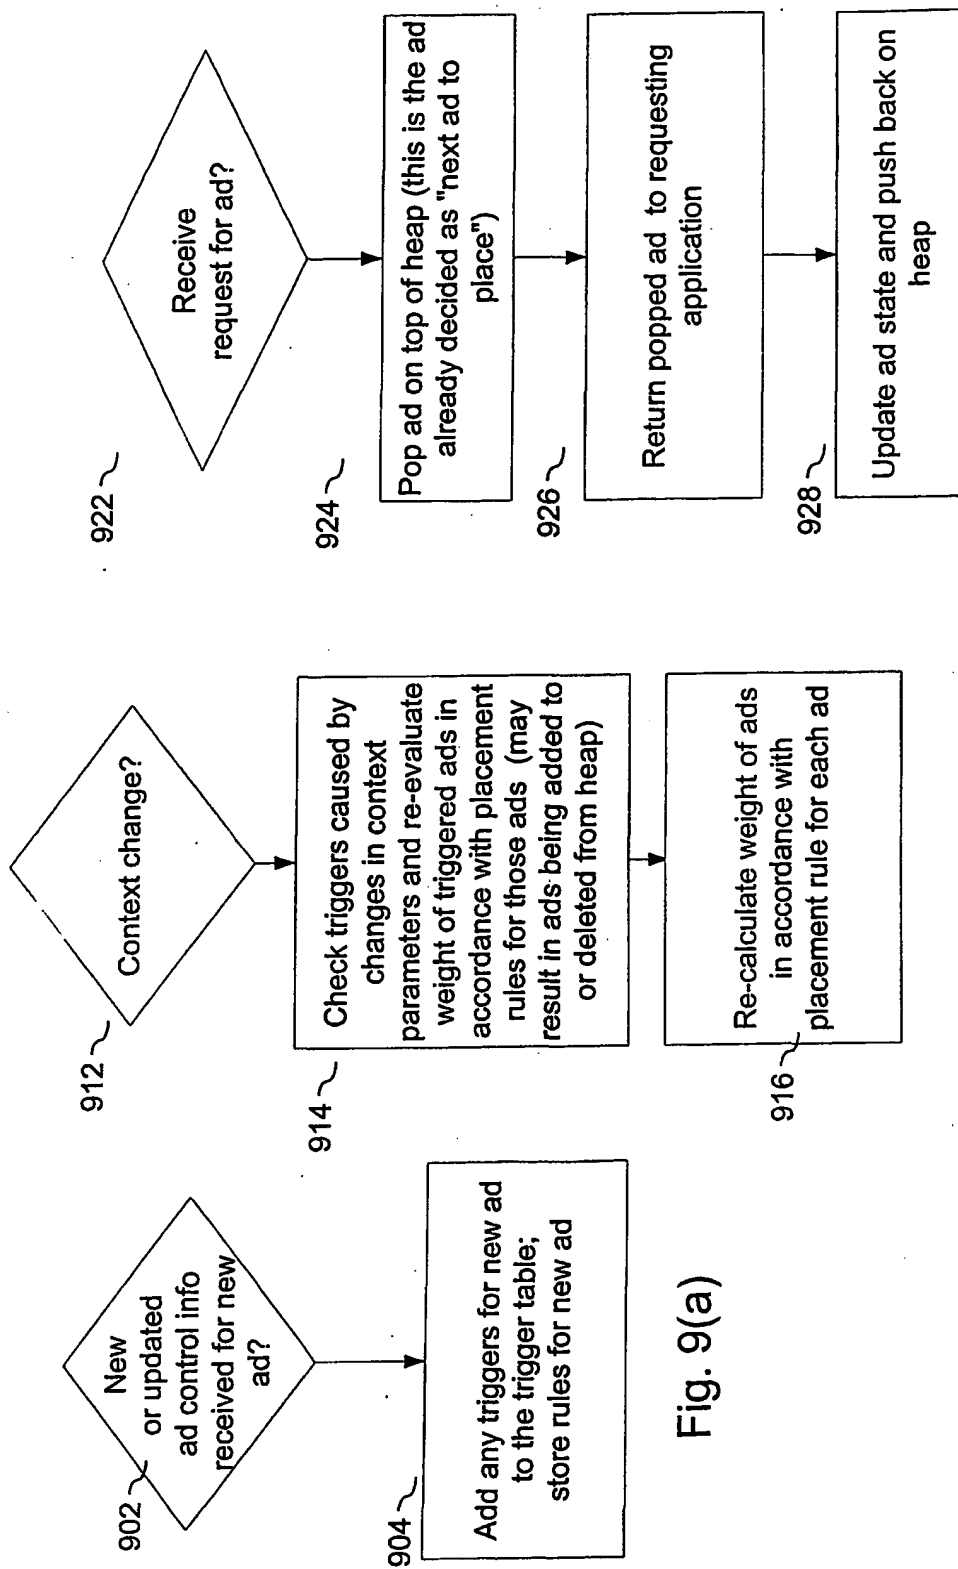 902
New
or updated
ad control info
received for new
ad?
904
Add any triggers for new ad
to the trigger table;
store rules for new ad
912
Context change?
914
Check triggers caused by
changes in context
parameters and re-evaluate
weight of triggered ads in
accordance with placement
rules for those ads (may
result in ads being added to
or deleted from heap)
Re-calculate weight of ads
in accordance with
placement rule for each ad
916
922
Receive
request for ad?
924
Pop ad on top of heap (this is the ad
already decided as "next ad to
place")
926
Return popped ad to requesting
application
928
Update ad state and push back on
heap
Fig. 9(a)